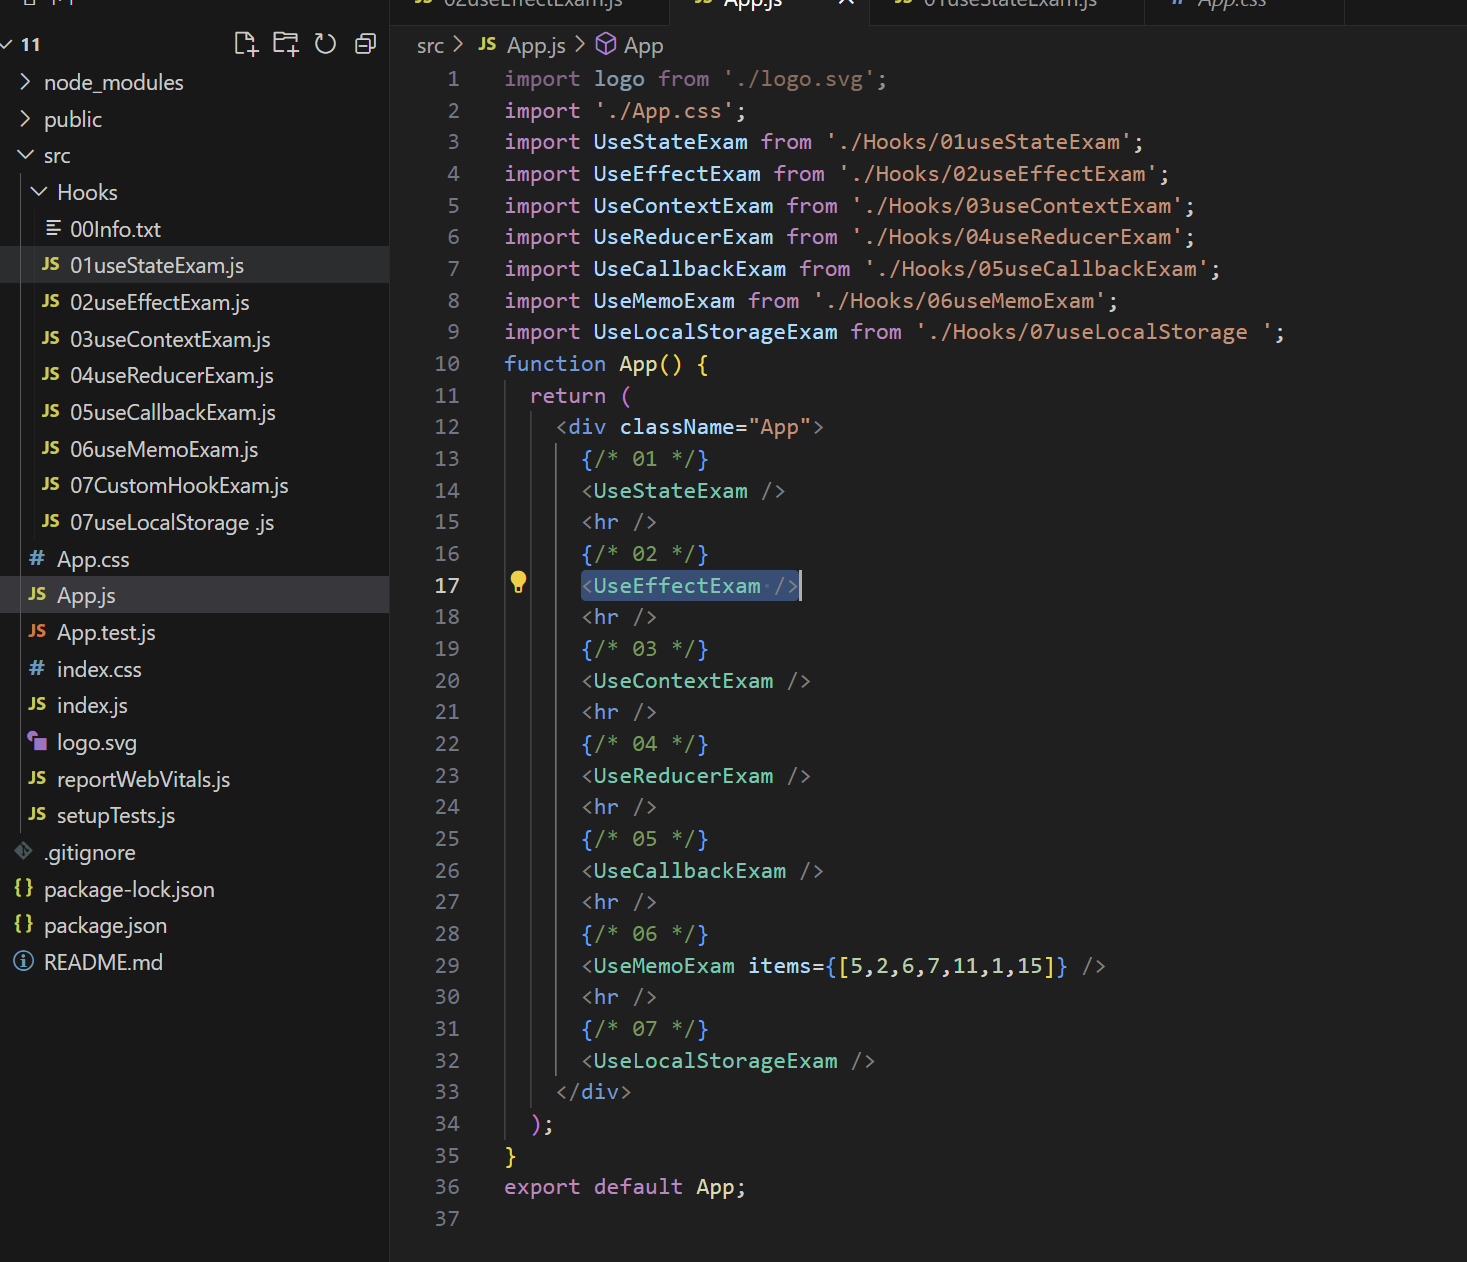 02useEffectExam.js
App.js
01useStateExam.js
# App.css
11
node_modules
public
src
Hooks
00Info.txt
JS 01useStateExam.js
JS 02useEffectExam.js
JS 03useContextExam.js
JS 04useReducerExam.js
JS 05useCallbackExam.js
JS 06useMemoExam.js
JS 07CustomHookExam.js
JS 07useLocalStorage .js
# App.css
JS App.js
JS App.test.js
# index.css
JS index.js
logo.svg
JS reportWebVitals.js
JS setupTests.js
.gitignore
{} package-lock.json
{} package.json
README.md
src > JS App.js > App
1 import logo from './logo.svg';
2 import './App.css';
3 import UseStateExam from './Hooks/01useStateExam';
4 import UseEffectExam from './Hooks/02useEffectExam';
5 import UseContextExam from './Hooks/03useContextExam';
6 import UseReducerExam from './Hooks/04useReducerExam';
7 import UseCallbackExam from './Hooks/05useCallbackExam';
8 import UseMemoExam from './Hooks/06useMemoExam';
9 import UseLocalStorageExam from './Hooks/07useLocalStorage ';
10 function App() {
11 return (
12 <div className="App">
13 {/* 01 */}
14 <UseStateExam />
15 <hr />
16 {/* 02 */}
17 <UseEffectExam />
18 <hr />
19 {/* 03 */}
20 <UseContextExam />
21 <hr />
22 {/* 04 */}
23 <UseReducerExam />
24 <hr />
25 {/* 05 */}
26 <UseCallbackExam />
27 <hr />
28 {/* 06 */}
29 <UseMemoExam items={[5,2,6,7,11,1,15]} />
30 <hr />
31 {/* 07 */}
32 <UseLocalStorageExam />
33 </div>
34 );
35 }
36 export default App;
37